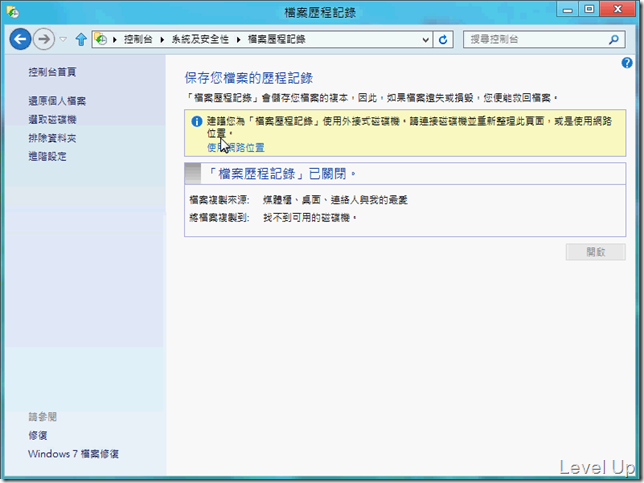 檔案歷程記錄
控制台 ▸ 系統及安全性 ▸ 檔案歷程記錄
搜尋控制台
控制台首頁
還原個人檔案
選取磁碟機
排除資料夾
進階設定
保存您檔案的歷程記錄
「檔案歷程記錄」會儲存您檔案的複本，因此，如果檔案遺失或損毀，您便能救回檔案。
建議您為「檔案歷程記錄」使用外接式磁碟機。請連接磁碟機並重新整理此頁面，或是使用網路
位置。
使用網路位置
「檔案歷程記錄」已關閉。
檔案複製來源: 媒體櫃、桌面、連絡人與我的最愛
將檔案複製到: 找不到可用的磁碟機。
開啟
請參閱
修復
Windows 7 檔案修復
Level Up